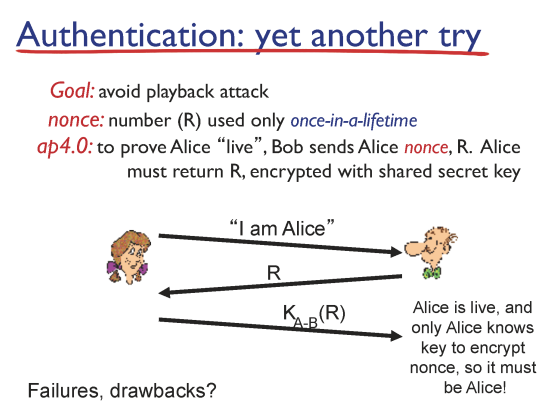 Authentication: yet another try
Goal: avoid playback attack
nonce: number (R) used only once-in-a-lifetime
ap4.0: to prove Alice “live”, Bob sends Alice nonce, R. Alice
must return R, encrypted with shared secret key
“I am Alice”
R
K A-B (R)
Alice is live, and
only Alice knows
key to encrypt
nonce, so it must
be Alice!
Failures, drawbacks?